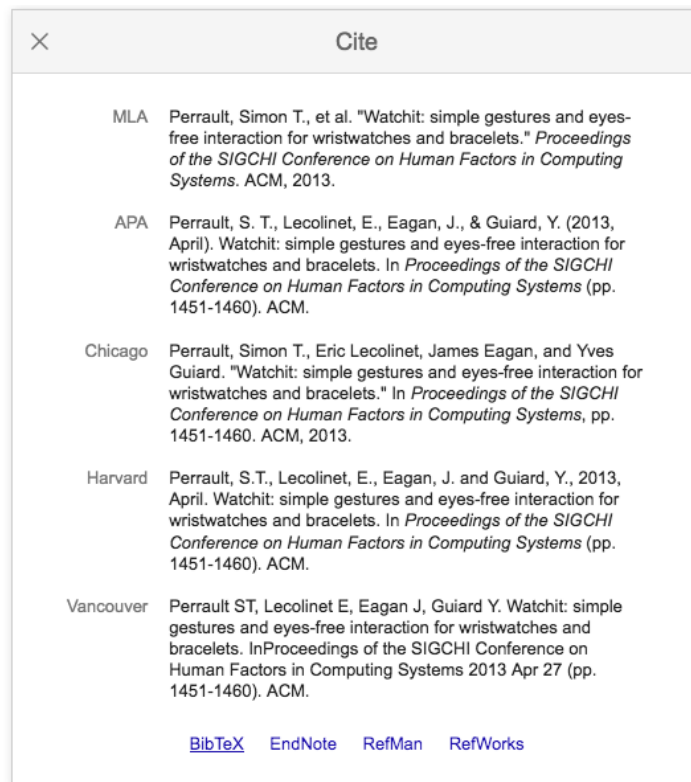 Cite
MLA Perrault, Simon T., et al. "Watchit: simple gestures and eyes-
free interaction for wristwatches and bracelets." Proceedings
of the SIGCHI Conference on Human Factors in Computing
Systems. ACM, 2013.
APA Perrault, S. T., Lecolinet, E., Eagan, J., & Guiard, Y. (2013,
April). Watchit: simple gestures and eyes-free interaction for
wristwatches and bracelets. In Proceedings of the SIGCHI
Conference on Human Factors in Computing Systems (pp.
1451-1460). ACM.
Chicago Perrault, Simon T., Eric Lecolinet, James Eagan, and Yves
Guiard. "Watchit: simple gestures and eyes-free interaction for
wristwatches and bracelets." In Proceedings of the SIGCHI
Conference on Human Factors in Computing Systems, pp.
1451-1460. ACM, 2013.
Harvard Perrault, S.T., Lecolinet, E., Eagan, J. and Guiard, Y., 2013,
April. Watchit: simple gestures and eyes-free interaction for
wristwatches and bracelets. In Proceedings of the SIGCHI
Conference on Human Factors in Computing Systems (pp.
1451-1460). ACM.
Vancouver Perrault ST, Lecolinet E, Eagan J, Guiard Y. Watchit: simple
gestures and eyes-free interaction for wristwatches and
bracelets. InProceedings of the SIGCHI Conference on
Human Factors in Computing Systems 2013 Apr 27 (pp.
1451-1460). ACM.
BibTeX EndNote RefMan RefWorks